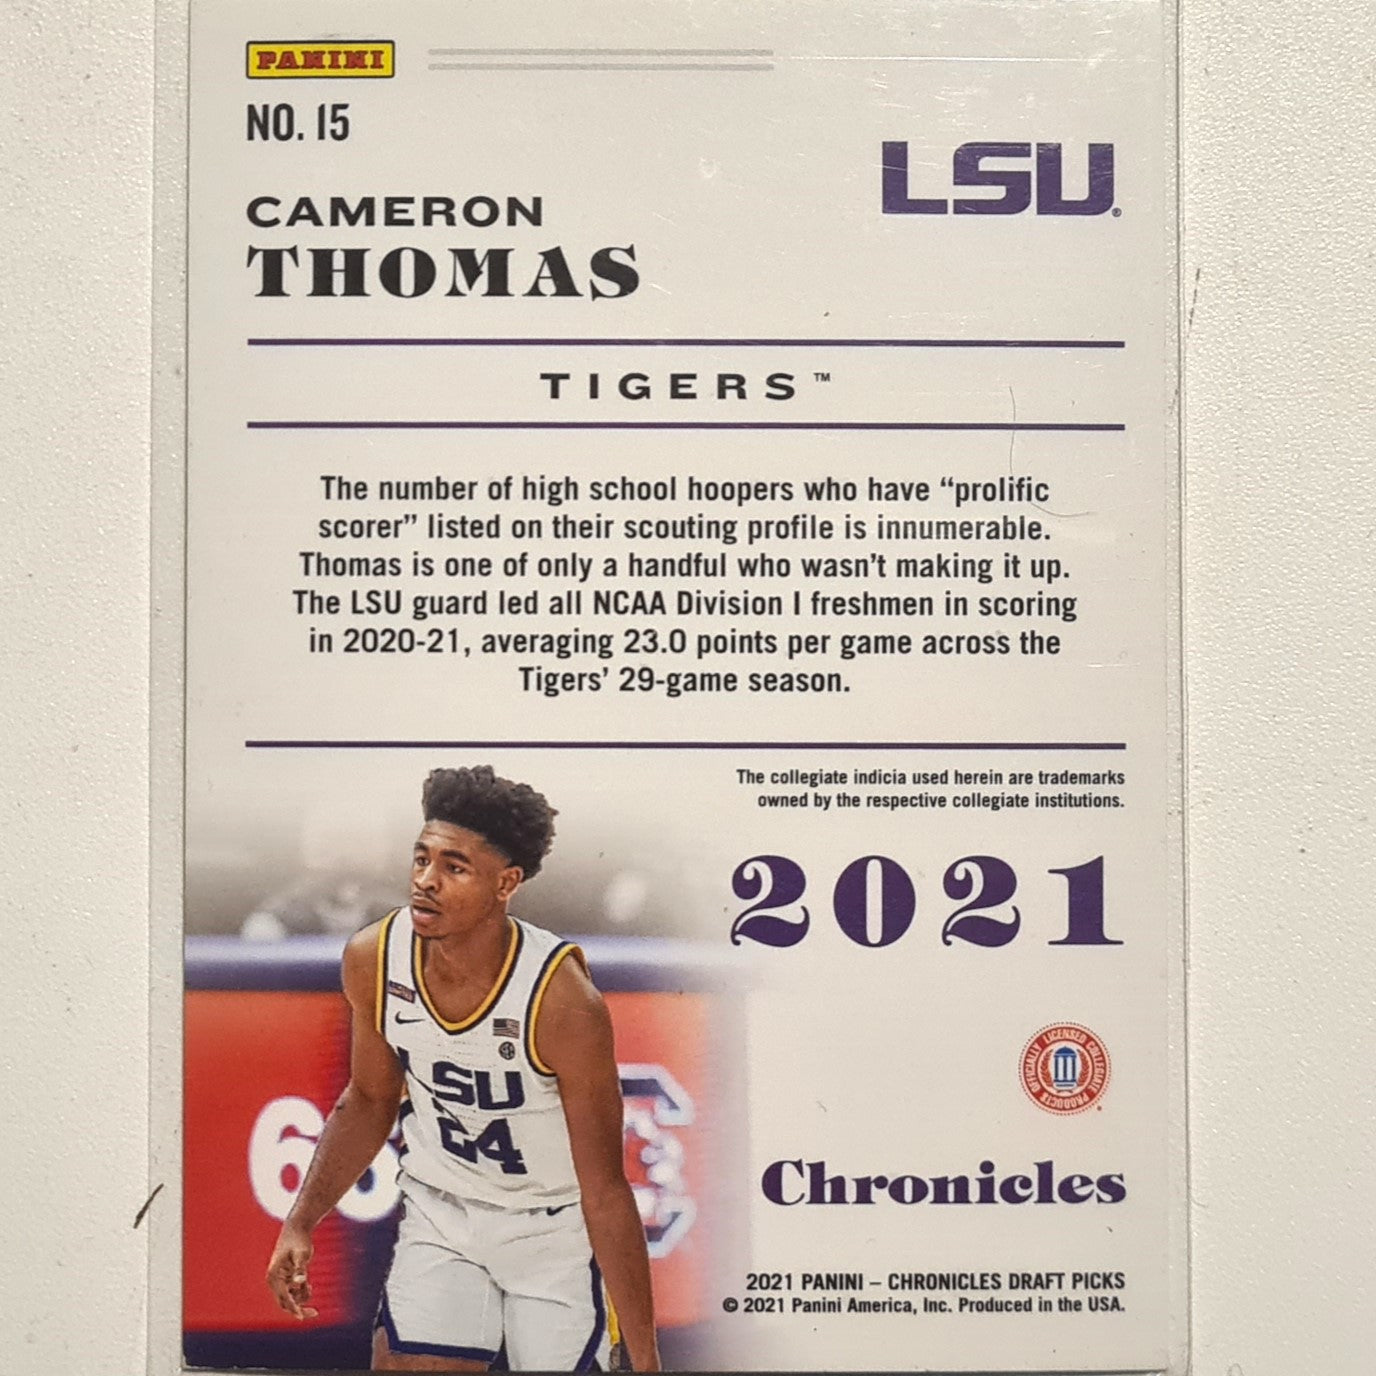 PANINI
NO. 15
LSU®
CAMERON
THOMAS
TIGERS™
The number of high school hoopers who have “prolific
scorer” listed on their scouting profile is innumerable.
Thomas is one of only a handful who wasn’t making it up.
The LSU guard led all NCAA Division I freshmen in scoring
in 2020-21, averaging 23.0 points per game across the
Tigers’ 29-game season.
The collegiate indicia used herein are trademarks
owned by the respective collegiate institutions.
2021
OFFICIALLY LICENSED COLLEGIATE PRODUCTS
LSU
24
Chronicles
2021 PANINI – CHRONICLES DRAFT PICKS
© 2021 Panini America, Inc. Produced in the USA.